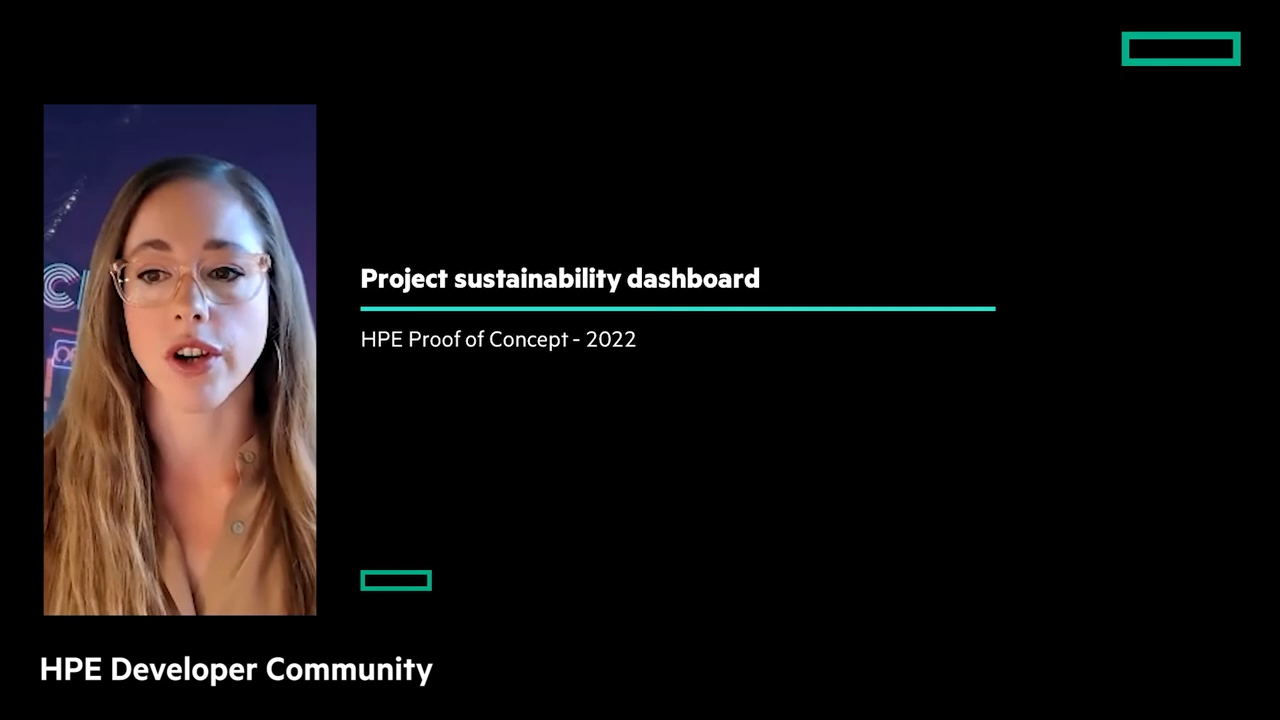 Project sustainability dashboard
HPE Proof of Concept - 2022
HPE Developer Community